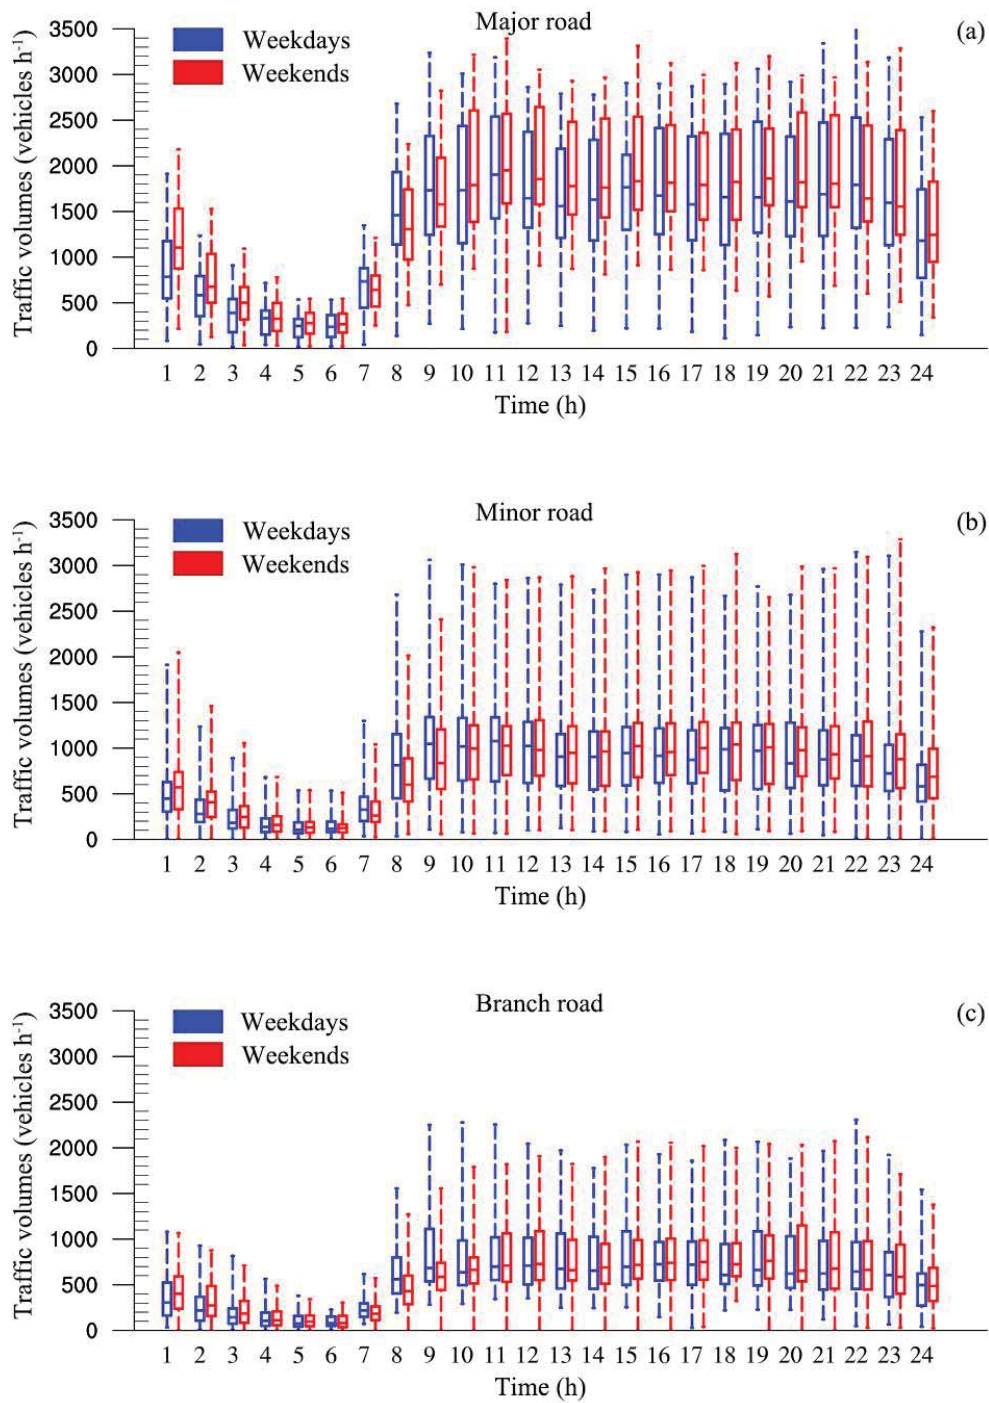 Major road
(a)
Weekdays
Weekends
Traffic volumes (vehicles h⁻¹)
3500
3000
2500
2000
1500
1000
500
0
1 2 3 4 5 6 7 8 9 10 11 12 13 14 15 16 17 18 19 20 21 22 23 24
Time (h)
Minor road
(b)
Weekdays
Weekends
Traffic volumes (vehicles h⁻¹)
3500
3000
2500
2000
1500
1000
500
0
1 2 3 4 5 6 7 8 9 10 11 12 13 14 15 16 17 18 19 20 21 22 23 24
Time (h)
Branch road
(c)
Weekdays
Weekends
Traffic volumes (vehicles h⁻¹)
3500
3000
2500
2000
1500
1000
500
0
1 2 3 4 5 6 7 8 9 10 11 12 13 14 15 16 17 18 19 20 21 22 23 24
Time (h)